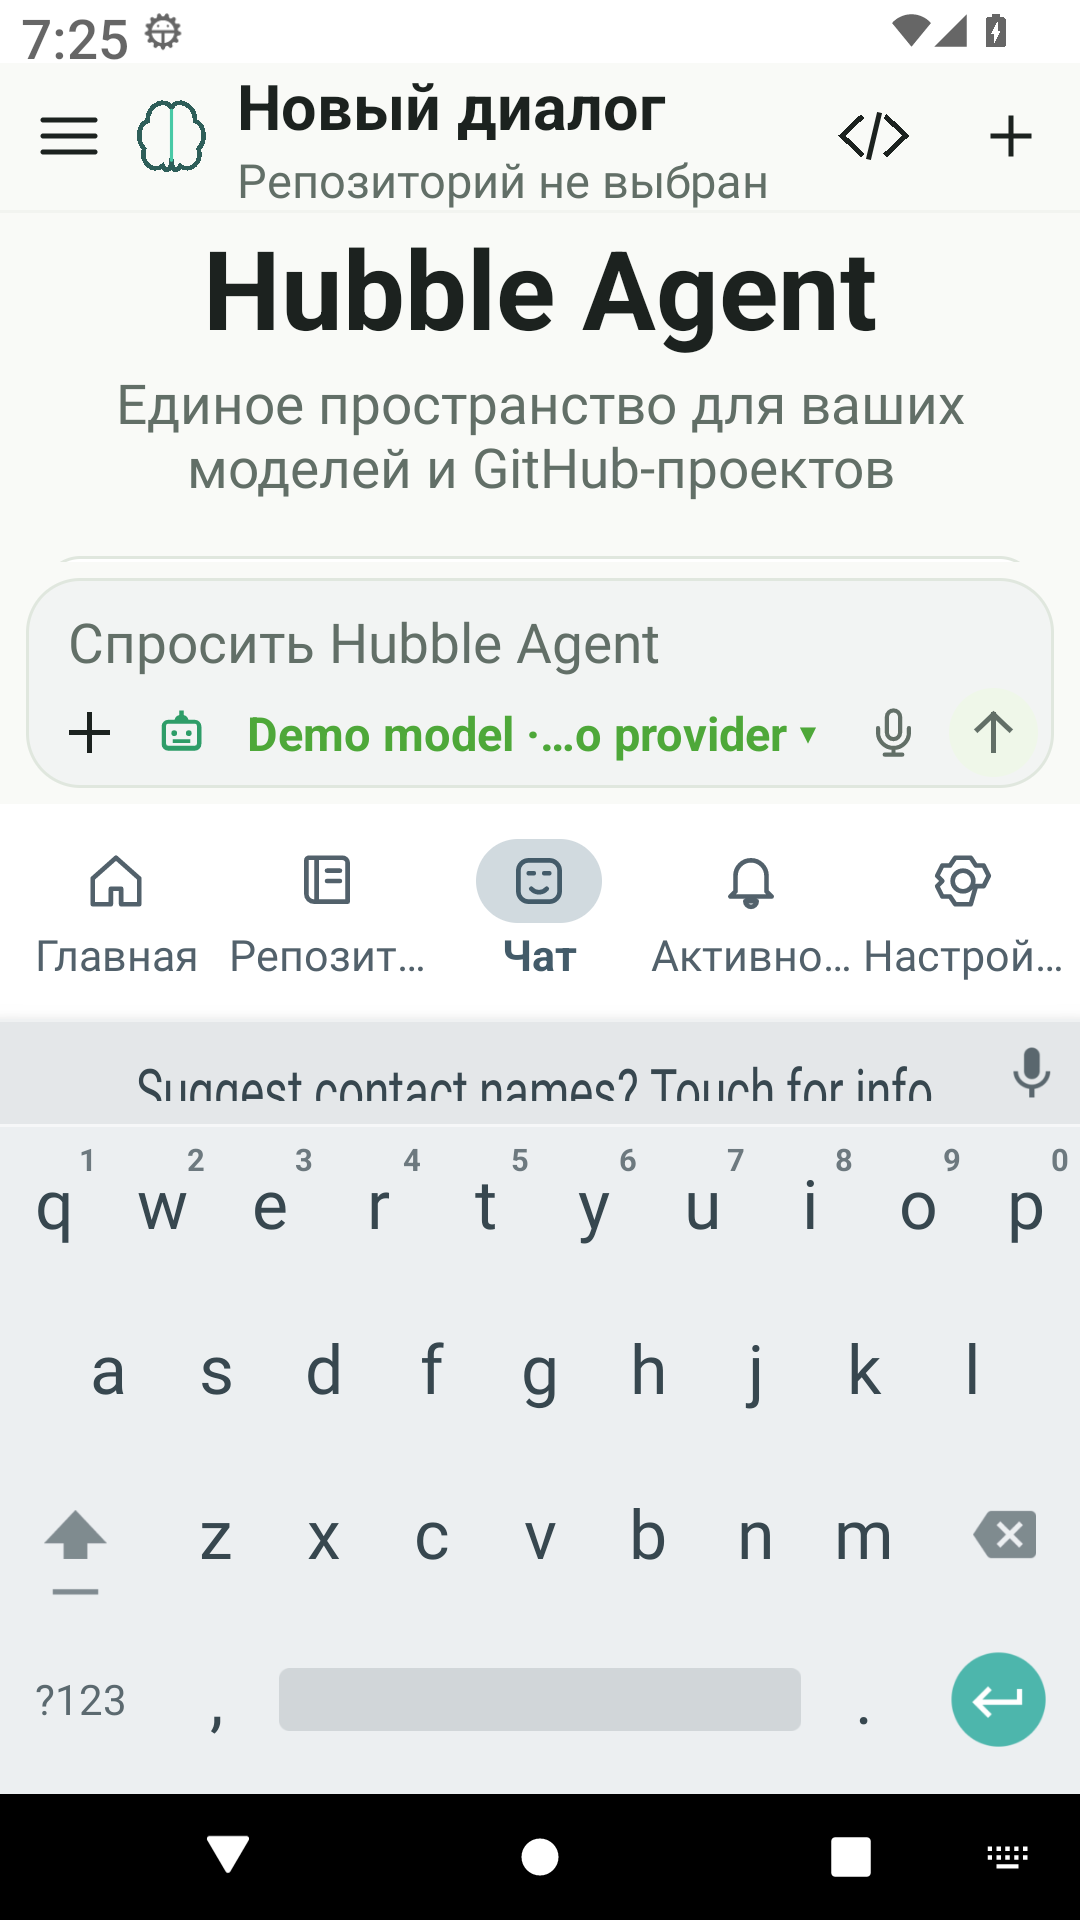 7:25
Новый диалог
Репозиторий не выбран
Hubble Agent
Единое пространство для ваших
моделей и GitHub-проектов
Спросить Hubble Agent
Demo model ·…o provider ▾
Главная Репозит… Чат Активно… Настрой…
Suggest contact names? Touch for info
1 2 3 4 5 6 7 8 9 0
q w e r t y u i o p
a s d f g h j k l
z x c v b n m
?123 , .